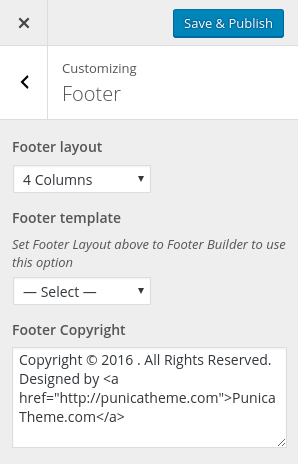 Save & Publish
Customizing
Footer
Footer layout
4 Columns
Footer template
Set Footer Layout above to Footer Builder to use
this option
— Select —
Footer Copyright
Copyright © 2016 . All Rights Reserved.
Designed by <a
href="http://punicatheme.com">Punica
Theme.com</a>